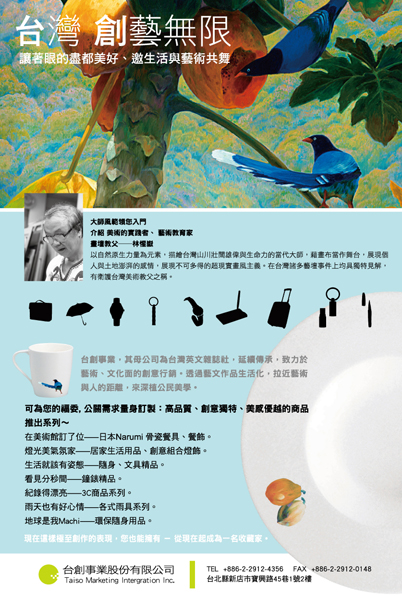 台灣 創藝無限
讓著眼的盡都美好、邀生活與藝術共舞
大師風範領您入門
介紹 美術的實踐者、 藝術教育家
畫壇教父──林惺嶽
以自然原生力量為元素，描繪台灣山川壯闊雄偉與生命力的當代大師，藉畫布當作舞台，展現個
人與土地澎湃的感情，展現不可多得的超現實畫風主義。在台灣諸多藝壇事件上均具獨特見解，
有衛護台灣美術教父之稱。
台創事業，其母公司為台灣英文雜誌社，延續傳承，致力於
藝術、文化面的創意行銷。透過藝文作品生活化，拉近藝術
與人的距離，來深植公民美學。
可為您的福委, 公關需求量身訂製：高品質、創意獨特、美感優越的商品
推出系列～
在美術館訂了位──日本Narumi 骨瓷餐具、餐飾。
燈光美氣氛家──居家生活用品、創意組合燈飾。
生活就該有姿態──隨身、文具精品。
看見分秒間──鐘錶精品。
紀錄得漂亮──3C商品系列。
雨天也有好心情──各式雨具系列。
地球是我Machi──環保隨身用品。
現在這樣極至創作的表現，您也能擁有 ─ 從現在起成為一名收藏家。
台創事業股份有限公司
Taiiso Marketing Intergration Inc.
TEL +886-2-2912-4356 FAX +886-2-2912-0148
台北縣新店市寶興路45巷1號2樓